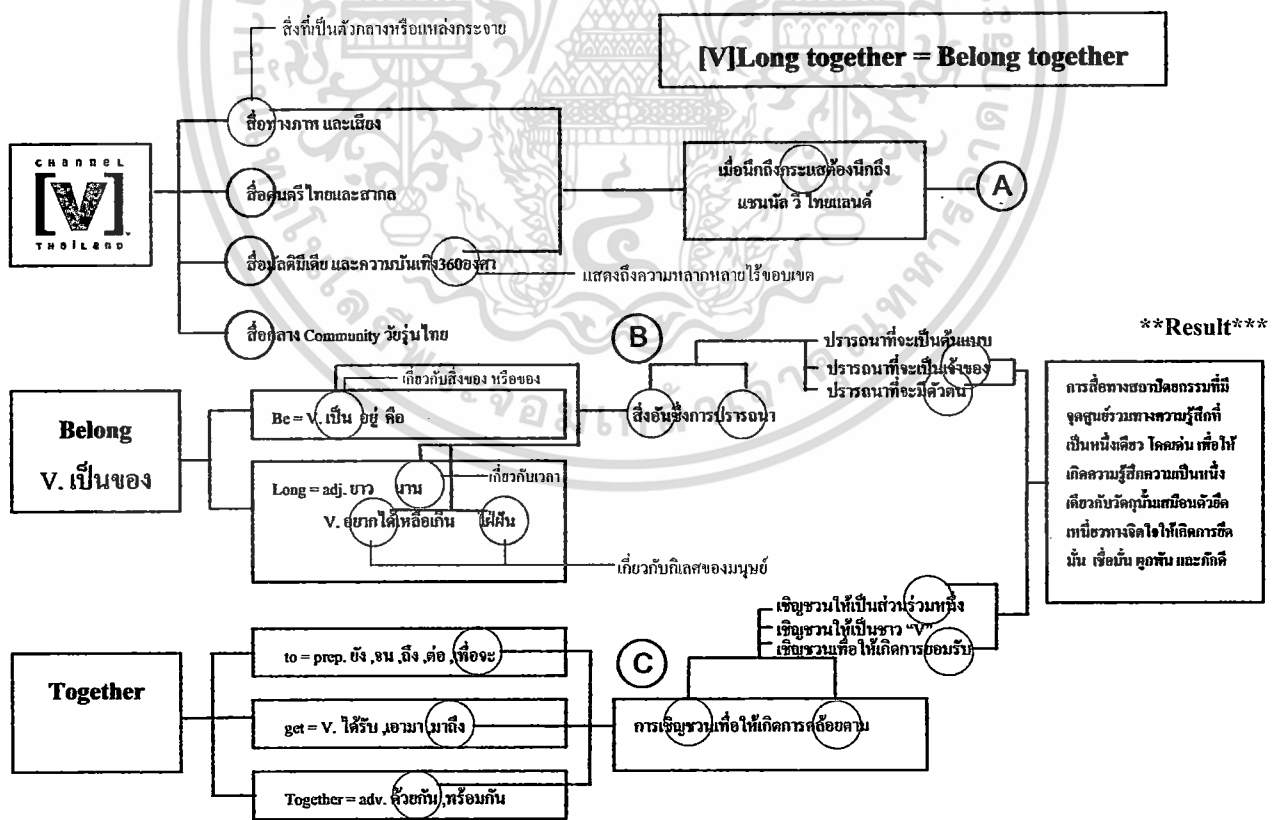 สิ่งที่เป็นตัวกลางหรือแหล่งกระจาย
[V]Long together = Belong together
CHANNEL
[V]
THAILAND
สื่อทางภาพ และเสียง
สื่อดนตรี ไทยและสากล
สื่อมัลติมีเดีย และความบันเทิง360องศา
สื่อกลาง Community วัยรุ่นไทย
แสดงถึงความหลากหลายไร้ขอบเขต
เมื่อนึกถึงกระแสต้องนึกถึง
แชนนัล วี ไทยแลนด์
A
Belong
V. เป็นของ
เกี่ยวกับสิ่งของ หรือของ
Be = V. เป็น อยู่ คือ
Long = adj. ยาว นาน
เกี่ยวกับเวลา
V. อยากได้เหลือเกิน ใฝ่ฝัน
เกี่ยวกับกิเลศของมนุษย์
B
สิ่งอันซึ่งการปรารถนา
ปรารถนาที่จะเป็นต้นแบบ
ปรารถนาที่จะเป็นเจ้าของ
ปรารถนาที่จะมีตัวตน
**Result***
การสื่อทางสถาปัตยกรรมที่มี
จุดศูนย์รวมทางความรู้สึกที่
เป็นหนึ่งเดียว โดดเด่น เพื่อให้
เกิดความรู้สึกความเป็นหนึ่ง
เดียวกับวัตถุนั้นเสมือนตัวยึด
เหนี่ยวทางจิตใจให้เกิดการยึด
มั่น เชื่อมั่น ผูกพัน และภักดี
Together
to = prep. ยัง ,จน ,ถึง ,ต่อ ,เพื่อจะ
get = V. ได้รับ ,เอามา ,มาถึง
Together = adv. ด้วยกัน ,พร้อมกัน
C
การเชิญชวนเพื่อให้เกิดการคล้อยตาม
เชิญชวนให้เป็นส่วนร่วมหนึ่ง
เชิญชวนให้เป็นชาว “V”
เชิญชวนเพื่อให้เกิดการยอมรับ